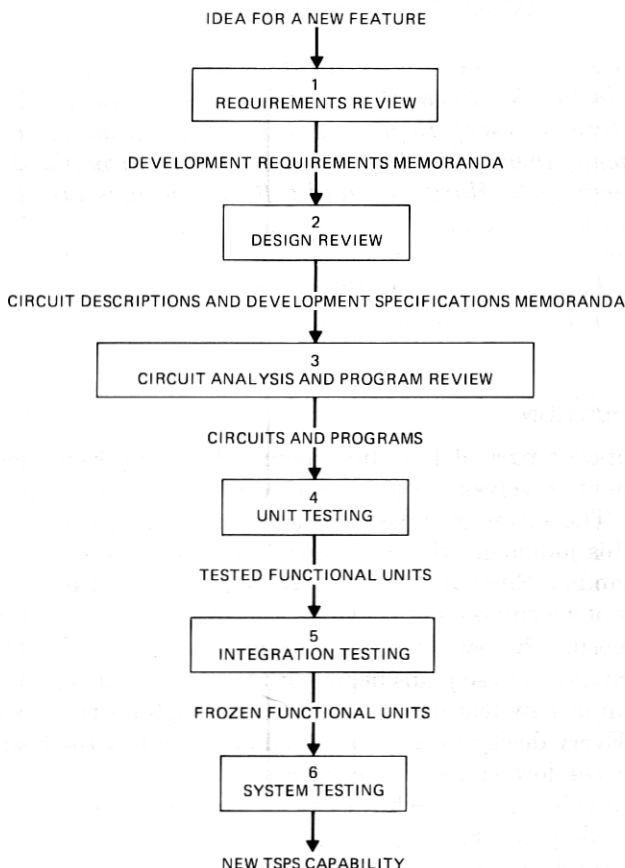 IDEA FOR A NEW FEATURE
1
REQUIREMENTS REVIEW
DEVELOPMENT REQUIREMENTS MEMORANDA
2
DESIGN REVIEW
CIRCUIT DESCRIPTIONS AND DEVELOPMENT SPECIFICATIONS MEMORANDA
3
CIRCUIT ANALYSIS AND PROGRAM REVIEW
CIRCUITS AND PROGRAMS
4
UNIT TESTING
TESTED FUNCTIONAL UNITS
5
INTEGRATION TESTING
FROZEN FUNCTIONAL UNITS
6
SYSTEM TESTING
NEW TSPS CAPABILITY